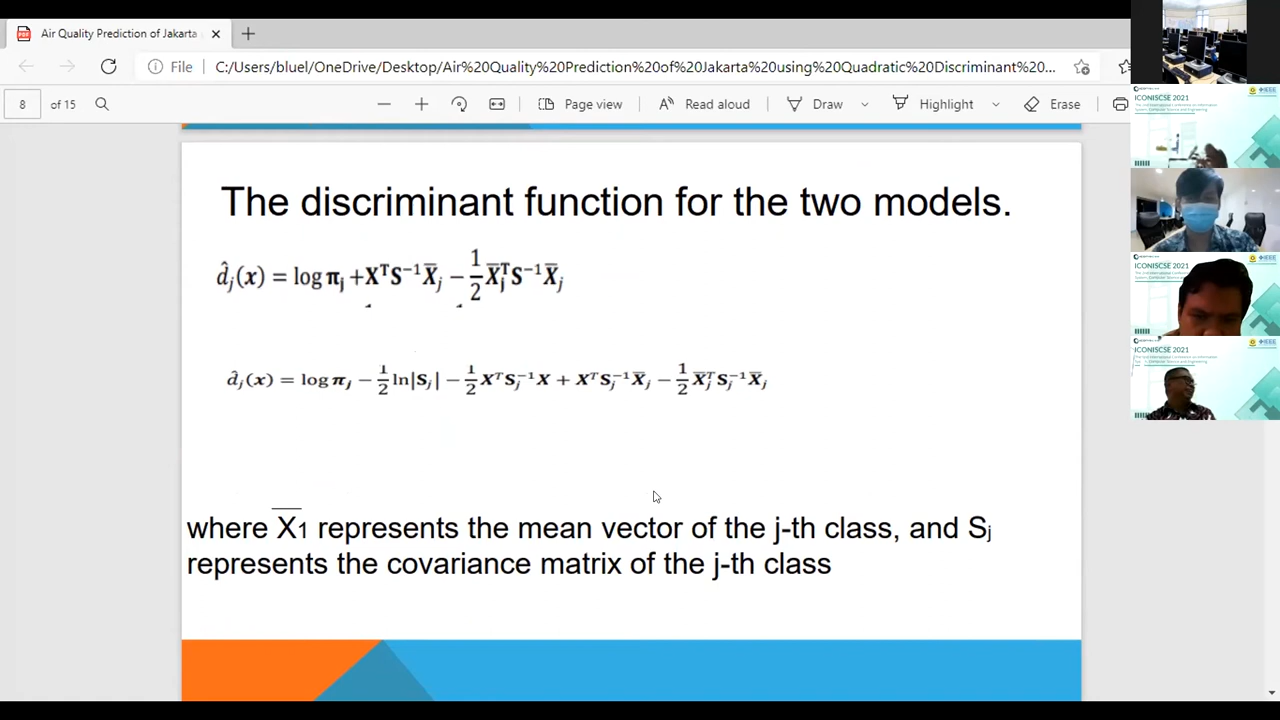 Air Quality Prediction of Jakarta
File C:/Users/bluel/OneDrive/Desktop/Air%20Quality%20Prediction%20of%20Jakarta%20using%20Quadratic%20Discriminant%20...
8 of 15 Page view Read aloud Draw Highlight Erase
The discriminant function for the two models.
d̂ⱼ(x) = log πⱼ +XᵀS⁻¹X̄ⱼ − 1/2 X̄ⱼᵀS⁻¹X̄ⱼ
d̂ⱼ(x) = log πⱼ − 1/2 ln|Sⱼ| − 1/2 XᵀSⱼ⁻¹X + XᵀSⱼ⁻¹X̄ⱼ − 1/2 X̄ⱼᵀSⱼ⁻¹X̄ⱼ
where X̄1 represents the mean vector of the j-th class, and Sj
represents the covariance matrix of the j-th class
ICONISCSE 2021
ICONISCSE 2021
ICONISCSE 2021